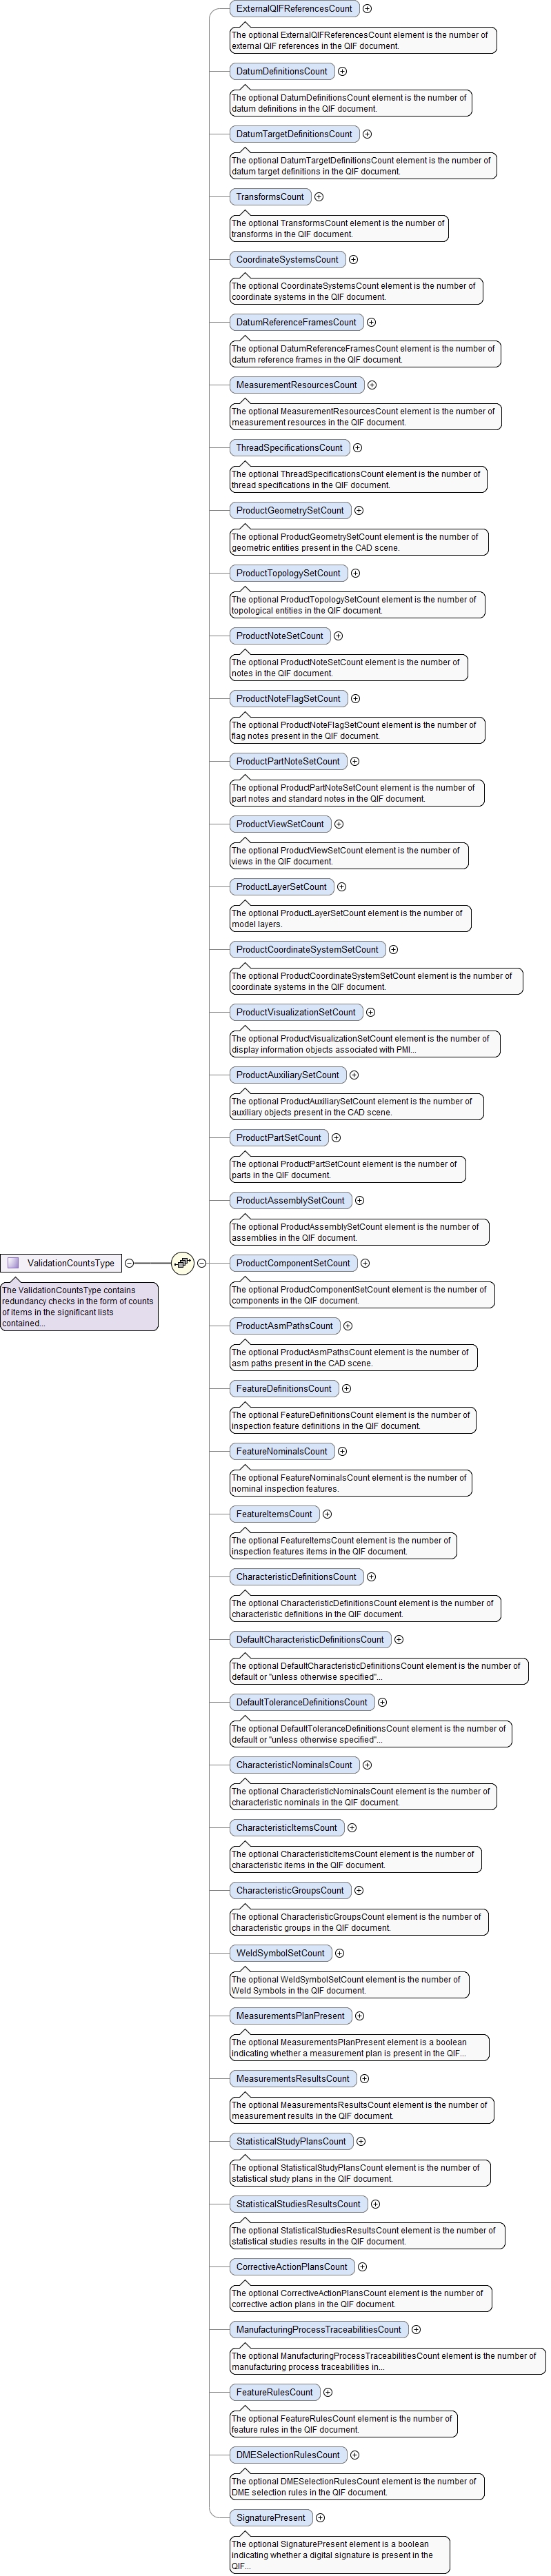 ExternalQIFReferencesCount
The optional ExternalQIFReferencesCount element is the number of
external QIF references in the QIF document.
DatumDefinitionsCount
The optional DatumDefinitionsCount element is the number of
datum definitions in the QIF document.
DatumTargetDefinitionsCount
The optional DatumTargetDefinitionsCount element is the number of
datum target definitions in the QIF document.
TransformsCount
The optional TransformsCount element is the number of
transforms in the QIF document.
CoordinateSystemsCount
The optional CoordinateSystemsCount element is the number of
coordinate systems in the QIF document.
DatumReferenceFramesCount
The optional DatumReferenceFramesCount element is the number of
datum reference frames in the QIF document.
MeasurementResourcesCount
The optional MeasurementResourcesCount element is the number of
measurement resources in the QIF document.
ThreadSpecificationsCount
The optional ThreadSpecificationsCount element is the number of
thread specifications in the QIF document.
ProductGeometrySetCount
The optional ProductGeometrySetCount element is the number of
geometric entities present in the CAD scene.
ProductTopologySetCount
The optional ProductTopologySetCount element is the number of
topological entities in the QIF document.
ProductNoteSetCount
The optional ProductNoteSetCount element is the number of
notes in the QIF document.
ProductNoteFlagSetCount
The optional ProductNoteFlagSetCount element is the number of
flag notes present in the QIF document.
ProductPartNoteSetCount
The optional ProductPartNoteSetCount element is the number of
part notes and standard notes in the QIF document.
ProductViewSetCount
The optional ProductViewSetCount element is the number of
views in the QIF document.
ProductLayerSetCount
The optional ProductLayerSetCount element is the number of
model layers.
ProductCoordinateSystemSetCount
The optional ProductCoordinateSystemSetCount element is the number of
coordinate systems in the QIF document.
ProductVisualizationSetCount
The optional ProductVisualizationSetCount element is the number of
display information objects associated with PMI...
ProductAuxiliarySetCount
The optional ProductAuxiliarySetCount element is the number of
auxiliary objects present in the CAD scene.
ProductPartSetCount
The optional ProductPartSetCount element is the number of
parts in the QIF document.
ProductAssemblySetCount
The optional ProductAssemblySetCount element is the number of
assemblies in the QIF document.
ValidationCountsType
The ValidationCountsType contains
redundancy checks in the form of counts
of items in the significant lists
contained...
ProductComponentSetCount
The optional ProductComponentSetCount element is the number of
components in the QIF document.
ProductAsmPathsCount
The optional ProductAsmPathsCount element is the number of
asm paths present in the CAD scene.
FeatureDefinitionsCount
The optional FeatureDefinitionsCount element is the number of
inspection feature definitions in the QIF document.
FeatureNominalsCount
The optional FeatureNominalsCount element is the number of
nominal inspection features.
FeatureItemsCount
The optional FeatureItemsCount element is the number of
inspection features items in the QIF document.
CharacteristicDefinitionsCount
The optional CharacteristicDefinitionsCount element is the number of
characteristic definitions in the QIF document.
DefaultCharacteristicDefinitionsCount
The optional DefaultCharacteristicDefinitionsCount element is the number of
default or "unless otherwise specified"...
DefaultToleranceDefinitionsCount
The optional DefaultToleranceDefinitionsCount element is the number of
default or "unless otherwise specified"...
CharacteristicNominalsCount
The optional CharacteristicNominalsCount element is the number of
characteristic nominals in the QIF document.
CharacteristicItemsCount
The optional CharacteristicItemsCount element is the number of
characteristic items in the QIF document.
CharacteristicGroupsCount
The optional CharacteristicGroupsCount element is the number of
characteristic groups in the QIF document.
WeldSymbolSetCount
The optional WeldSymbolSetCount element is the number of
Weld Symbols in the QIF document.
MeasurementsPlanPresent
The optional MeasurementsPlanPresent element is a boolean
indicating whether a measurement plan is present in the QIF...
MeasurementsResultsCount
The optional MeasurementsResultsCount element is the number of
measurement results in the QIF document.
StatisticalStudyPlansCount
The optional StatisticalStudyPlansCount element is the number of
statistical study plans in the QIF document.
StatisticalStudiesResultsCount
The optional StatisticalStudiesResultsCount element is the number of
statistical studies results in the QIF document.
CorrectiveActionPlansCount
The optional CorrectiveActionPlansCount element is the number of
corrective action plans in the QIF document.
ManufacturingProcessTraceabilitiesCount
The optional ManufacturingProcessTraceabilitiesCount element is the number of
manufacturing process traceabilities in...
FeatureRulesCount
The optional FeatureRulesCount element is the number of
feature rules in the QIF document.
DMESelectionRulesCount
The optional DMESelectionRulesCount element is the number of
DME selection rules in the QIF document.
SignaturePresent
The optional SignaturePresent element is a boolean
indicating whether a digital signature is present in the
QIF...